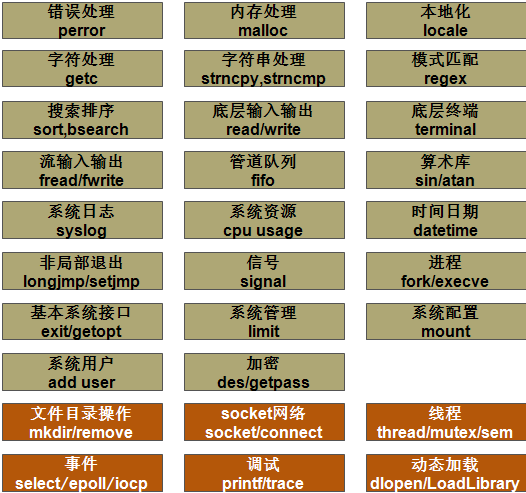 错误处理
perror
内存处理
malloc
本地化
locale
字符处理
getc
字符串处理
strncpy,strncmp
模式匹配
regex
搜索排序
sort,bsearch
底层输入输出
read/write
底层终端
terminal
流输入输出
fread/fwrite
管道队列
fifo
算术库
sin/atan
系统日志
syslog
系统资源
cpu usage
时间日期
datetime
非局部退出
longjmp/setjmp
信号
signal
进程
fork/execve
基本系统接口
exit/getopt
系统管理
limit
系统配置
mount
系统用户
add user
加密
des/getpass
文件目录操作
mkdir/remove
socket网络
socket/connect
线程
thread/mutex/sem
事件
select/epoll/iocp
调试
printf/trace
动态加载
dlopen/LoadLibrary